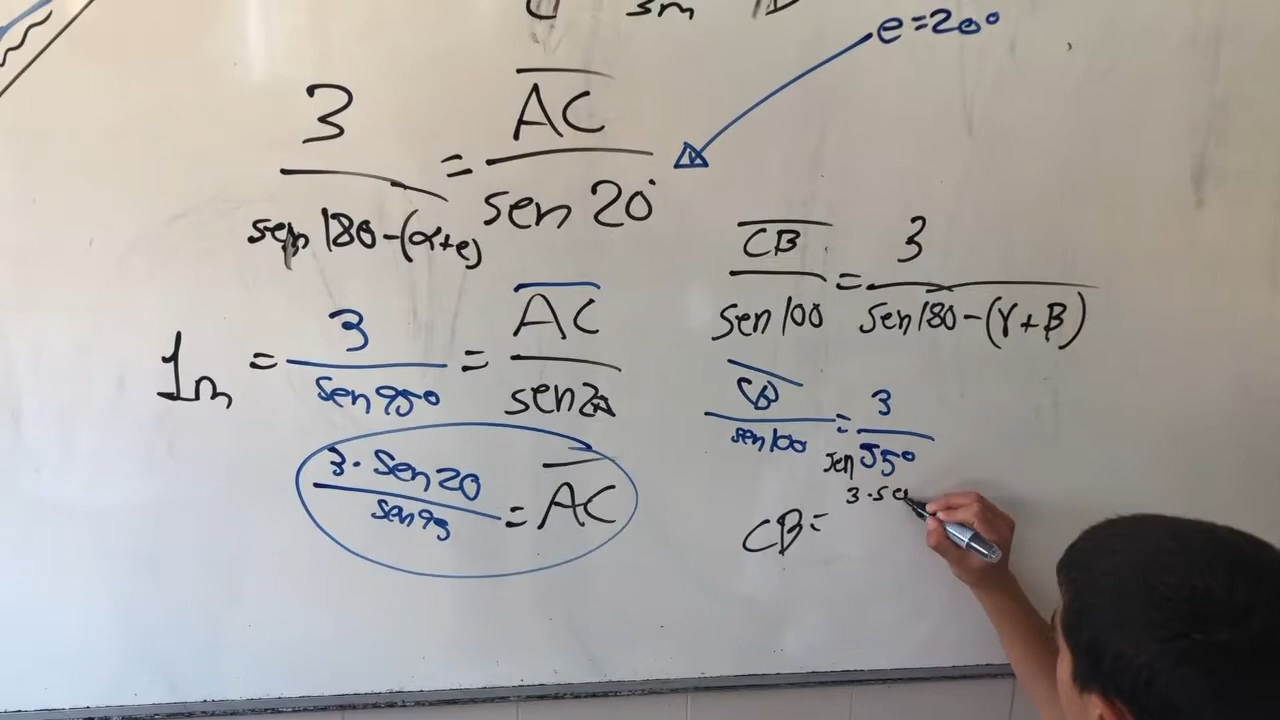 3m
e=20°
3 / sen 180-(α+e) = AC / sen 20°
CB / sen 100 = 3 / sen 180-(γ+β)
1m = 3 / sen 95° = AC / sen 20
CB / sen 100 = 3 / sen 55°
3 · sen 20 / sen 95 = AC
CB = 3·se